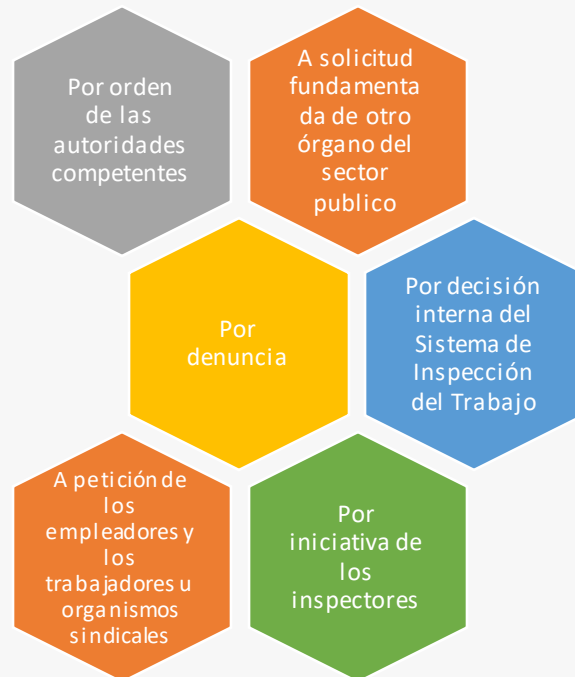 Por orden
de las
autoridades
competentes
A solicitud
fundamenta
da de otro
órgano del
sector
publico
Por
denuncia
Por decisión
interna del
Sistema de
Inspección
del Trabajo
A petición de
los
empleadores y
los
trabajadores u
organismos
sindicales
Por
iniciativa de
los
inspectores